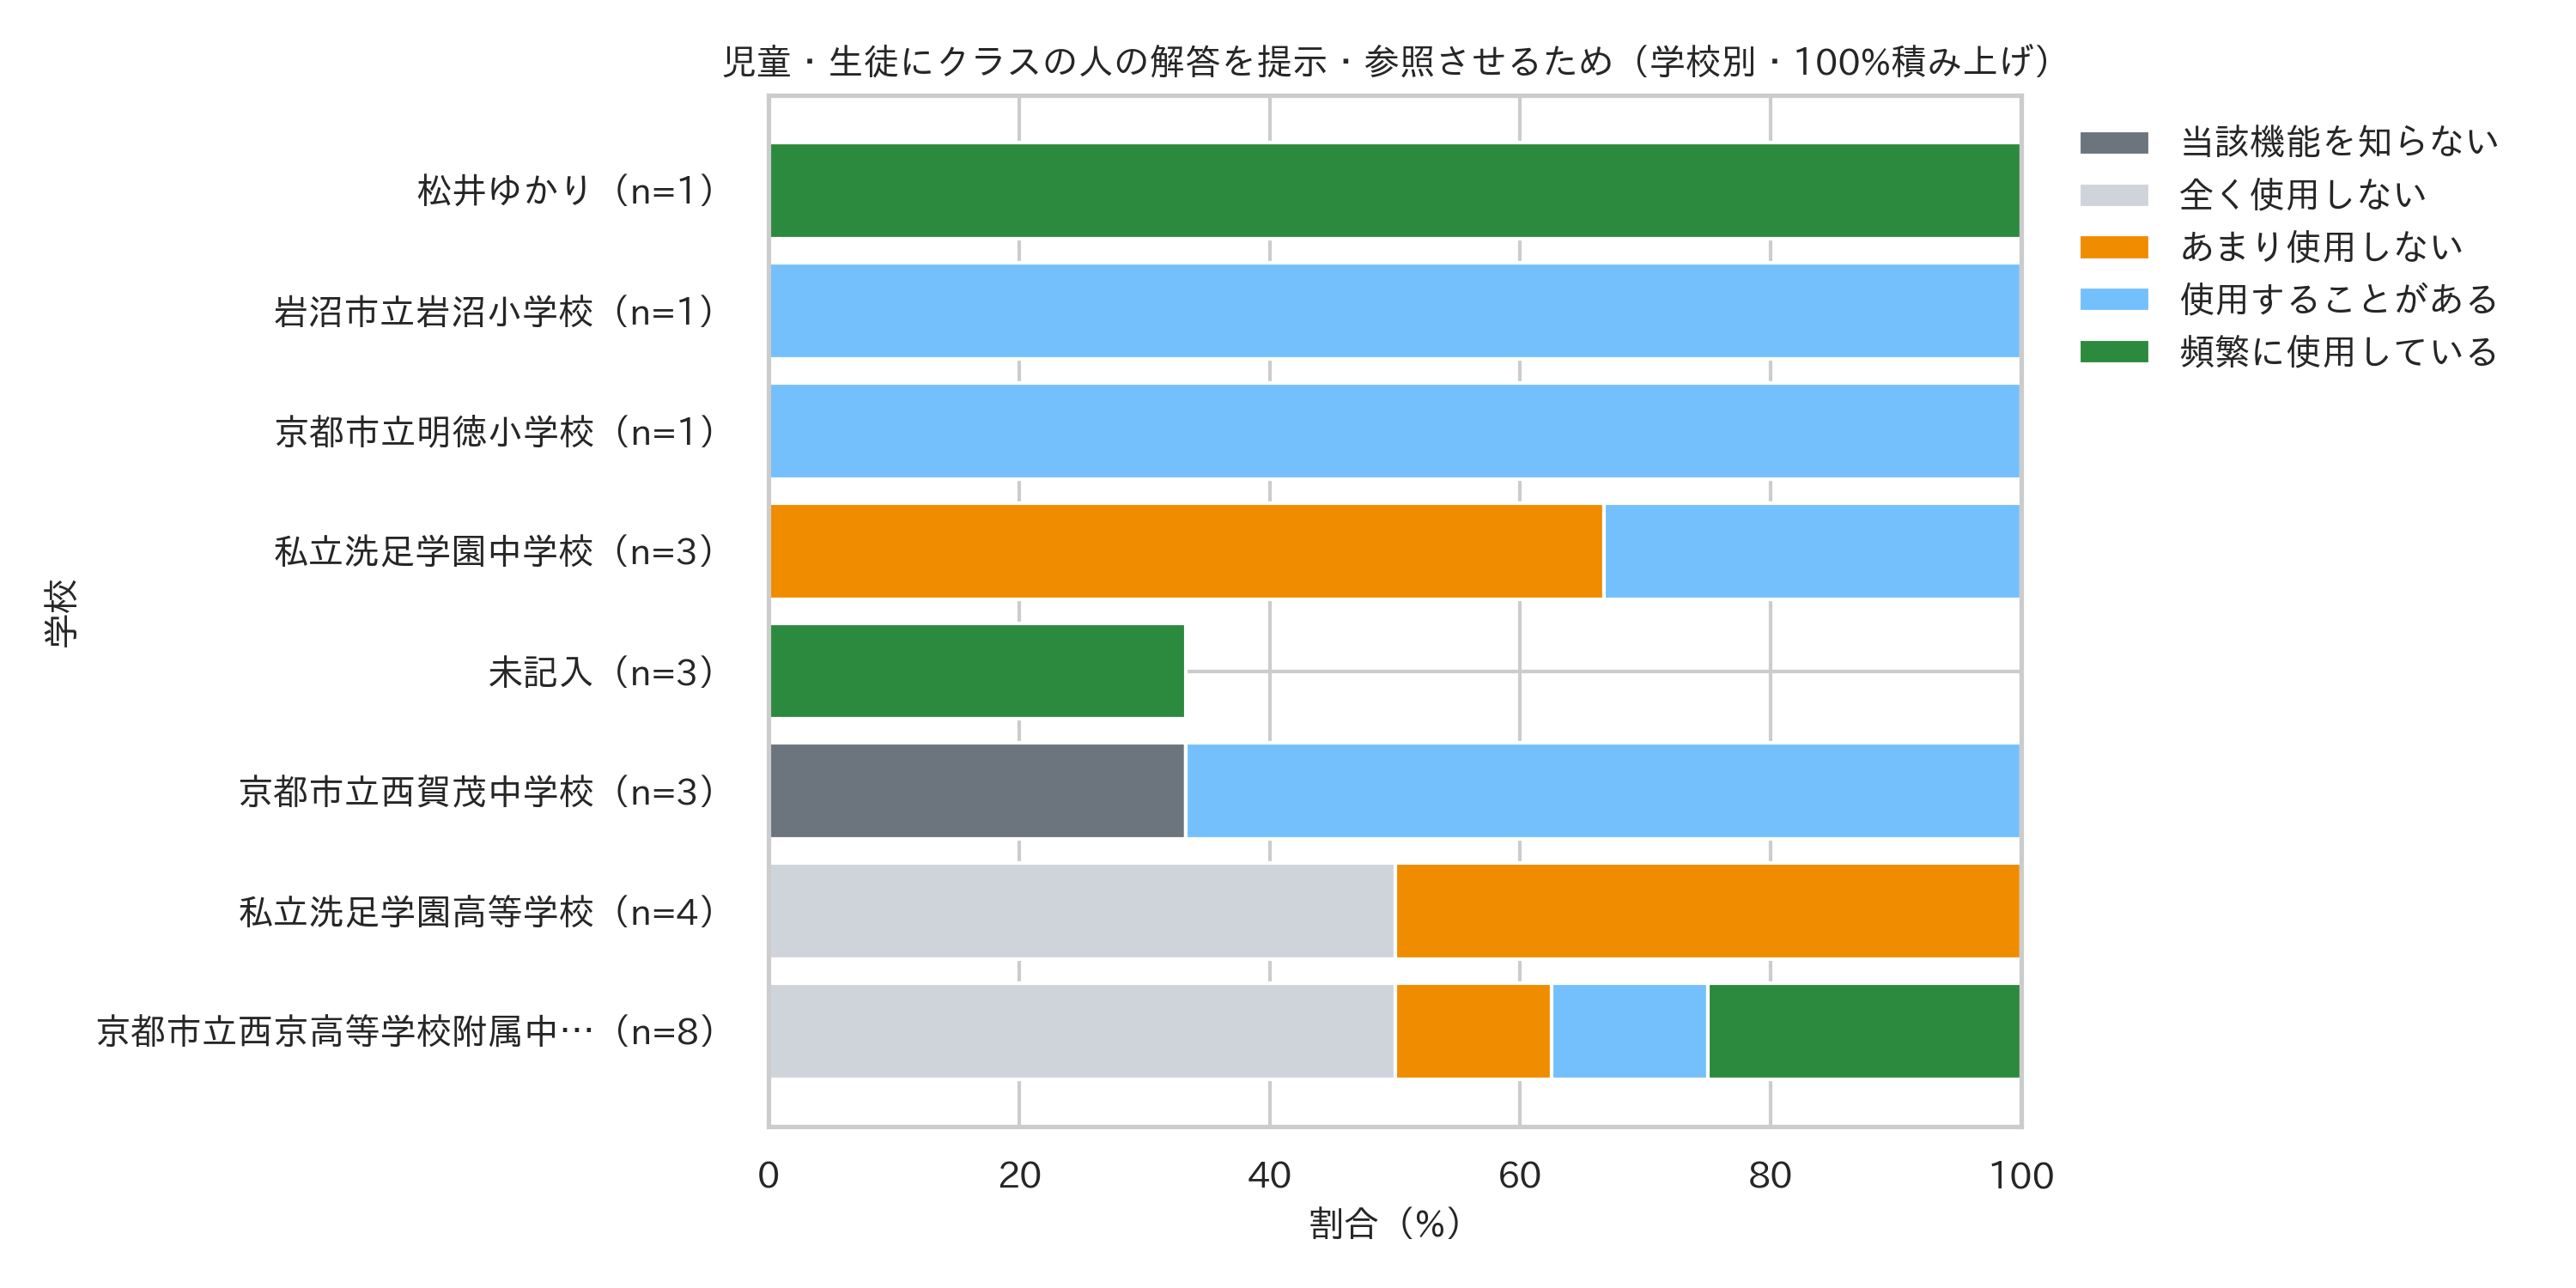 児童・生徒にクラスの人の解答を提示・参照させるため（学校別・100%積み上げ）
当該機能を知らない
全く使用しない
あまり使用しない
使用することがある
頻繁に使用している
学校
松井ゆかり（n=1）
岩沼市立岩沼小学校（n=1）
京都市立明徳小学校（n=1）
私立洗足学園中学校（n=3）
未記入（n=3）
京都市立西賀茂中学校（n=3）
私立洗足学園高等学校（n=4）
京都市立西京高等学校附属中…（n=8）
0 20 40 60 80 100
割合（%）